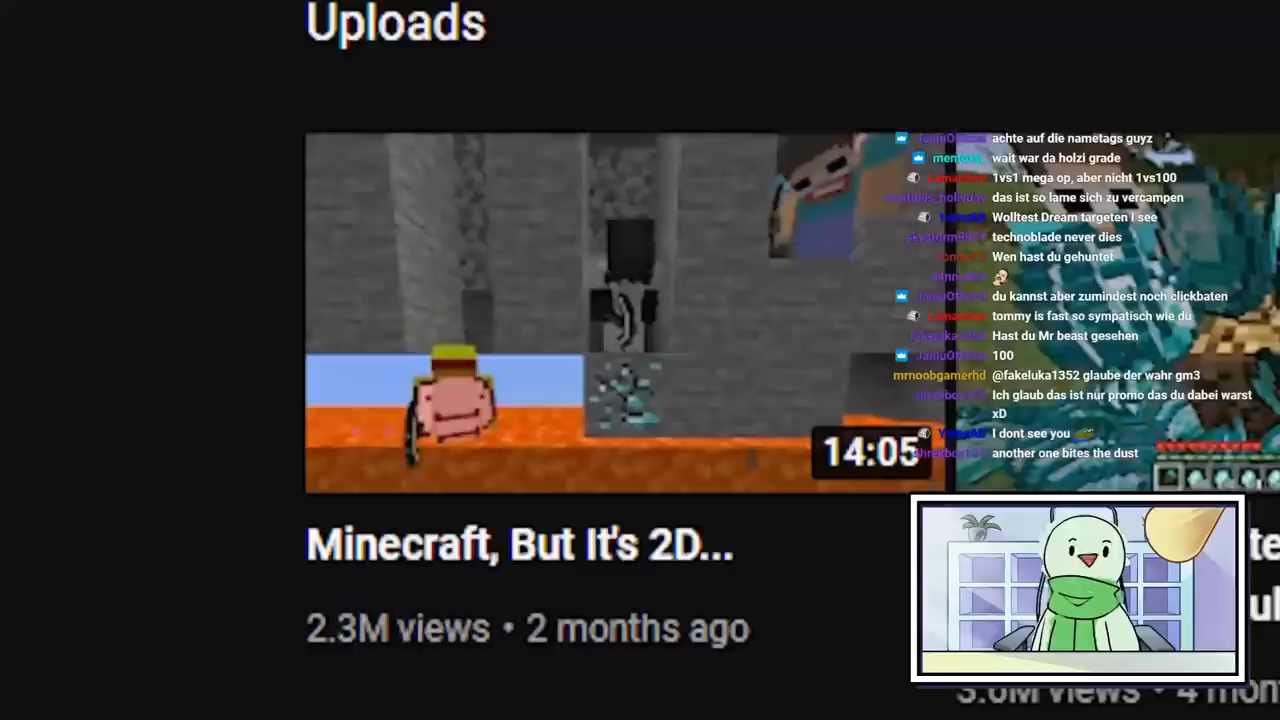 Uploads
achte auf die nametags guyz
wait war da holzi grade
1vs1 mega op, aber nicht 1vs100
das ist so lame sich zu vercampen
Wolltest Dream targeten I see
technoblade never dies
Wen hast du gehuntet
du kannst aber zumindest noch clickbaten
tommy is fast so sympatisch wie du
Hast du Mr beast gesehen
100
mrnoobgamerhd @fakeluka1352 glaube der wahr gm3
Ich glaub das ist nur promo das du dabei warst
xD
I dont see you
another one bites the dust
14:05
Minecraft, But It's 2D...
2.3M views • 2 months ago